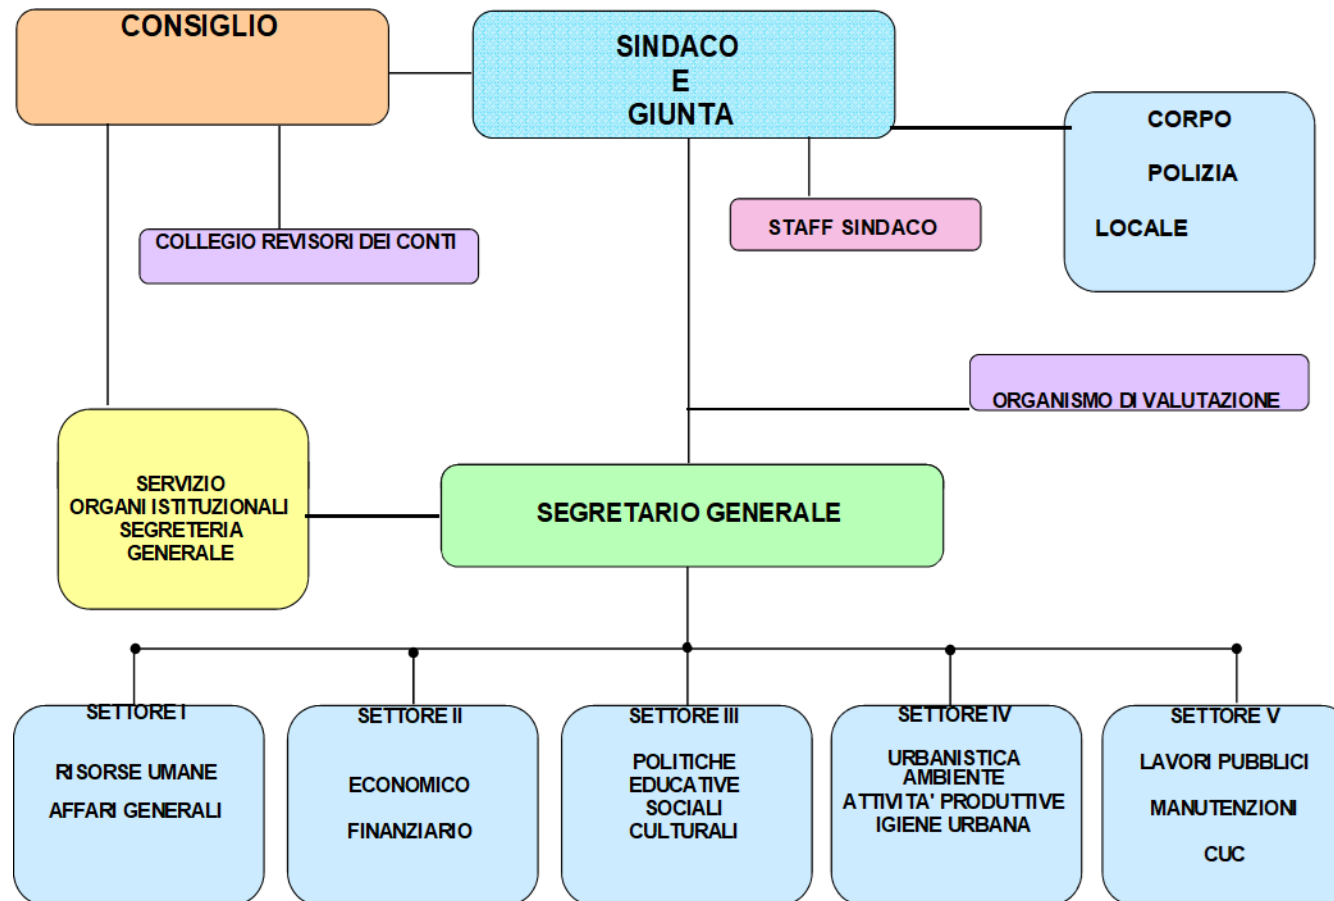 CONSIGLIO
SINDACO
E
GIUNTA
CORPO
POLIZIA
LOCALE
STAFF SINDACO
COLLEGIO REVISORI DEI CONTI
ORGANISMO DI VALUTAZIONE
SERVIZIO
ORGANI ISTITUZIONALI
SEGRETERIA
GENERALE
SEGRETARIO GENERALE
SETTORE I
RISORSE UMANE
AFFARI GENERALI
SETTORE II
ECONOMICO
FINANZIARIO
SETTORE III
POLITICHE
EDUCATIVE
SOCIALI
CULTURALI
SETTORE IV
URBANISTICA
AMBIENTE
ATTIVITA' PRODUTTIVE
IGIENE URBANA
SETTORE V
LAVORI PUBBLICI
MANUTENZIONI
CUC